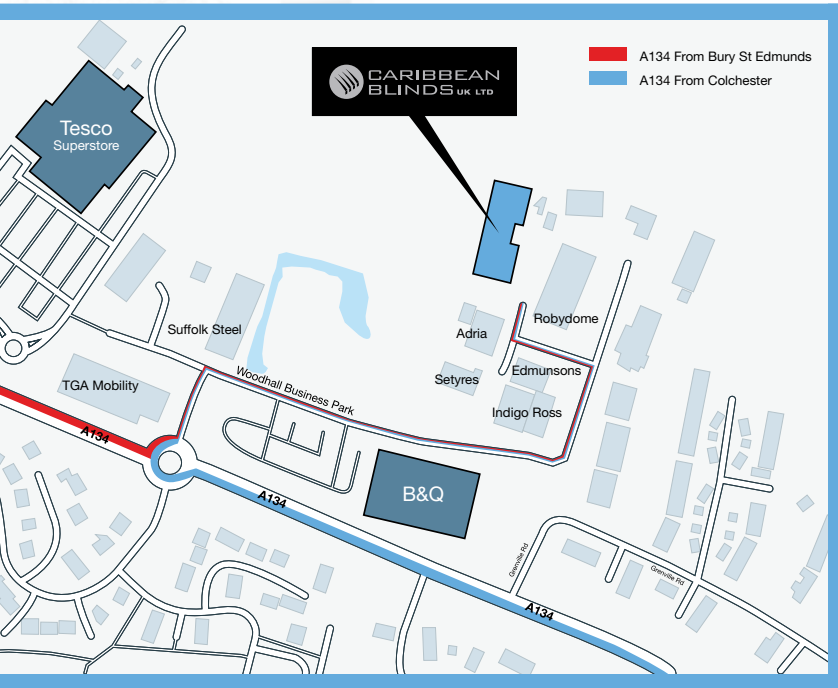 CARIBBEAN
BLINDS UK LTD
A134 From Bury St Edmunds
A134 From Colchester
Tesco
Superstore
Robydome
Adria
Suffolk Steel
Edmunsons
Setyres
Woodhall Business Park
TGA Mobility
Indigo Ross
A134
B&Q
A134
Grenville Rd
Grenville Rd
A134